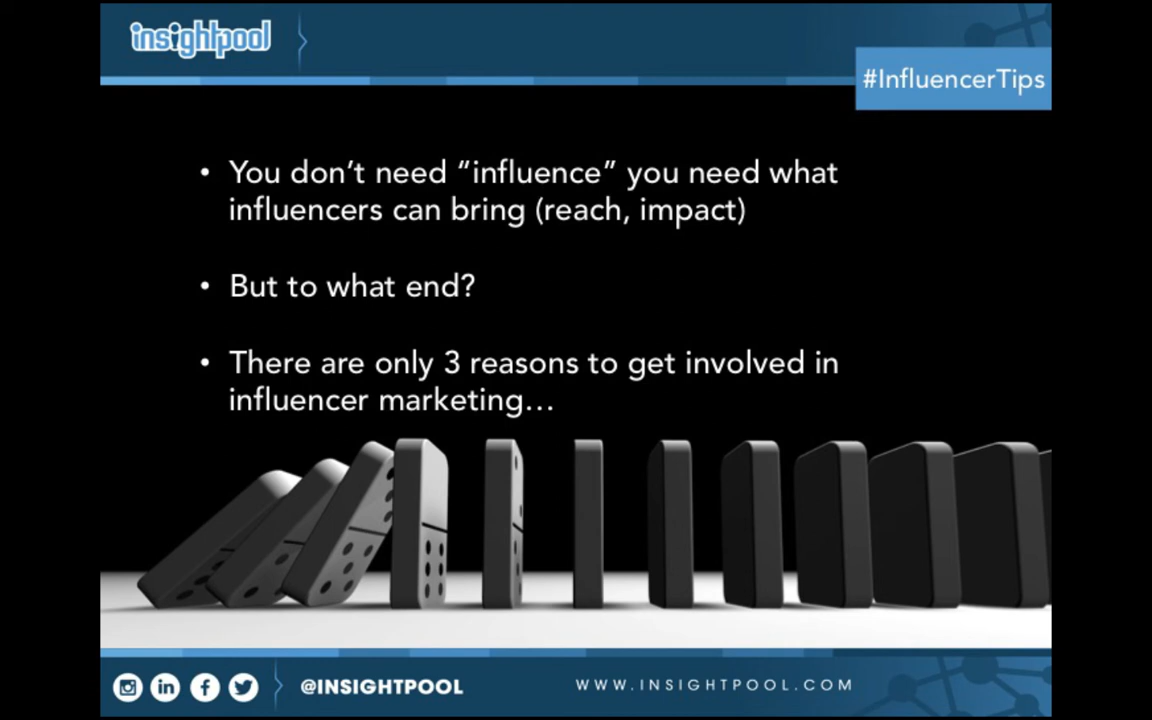 insightpool
#InfluencerTips
• You don’t need “influence” you need what
influencers can bring (reach, impact)
• But to what end?
• There are only 3 reasons to get involved in
influencer marketing…
@INSIGHTPOOL
WWW.INSIGHTPOOL.COM